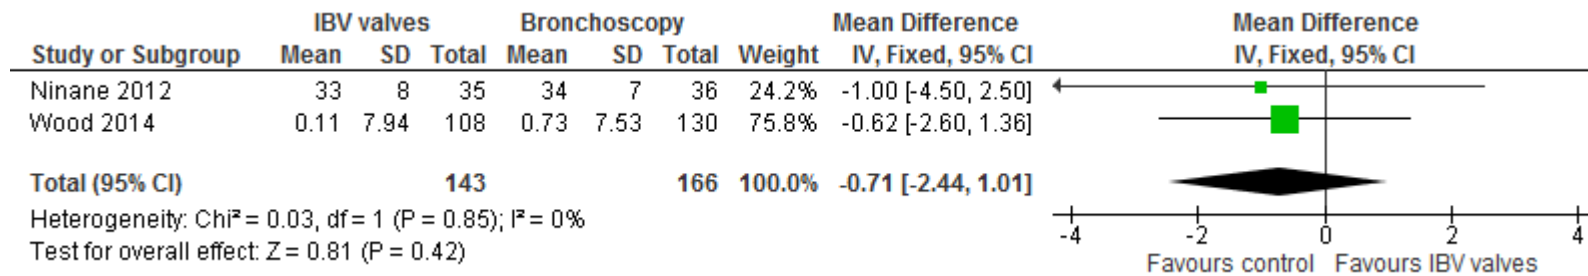 IBV valves Bronchoscopy Mean Difference Mean Difference
Study or Subgroup Mean SD Total Mean SD Total Weight IV, Fixed, 95% CI IV, Fixed, 95% CI
Ninane 2012 33 8 35 34 7 36 24.2% -1.00 [-4.50, 2.50]
Wood 2014 0.11 7.94 108 0.73 7.53 130 75.8% -0.62 [-2.60, 1.36]
Total (95% CI) 143 166 100.0% -0.71 [-2.44, 1.01]
Heterogeneity: Chi² = 0.03, df = 1 (P = 0.85); I² = 0%
Test for overall effect: Z = 0.81 (P = 0.42)
-4 -2 0 2 4
Favours control Favours IBV valves